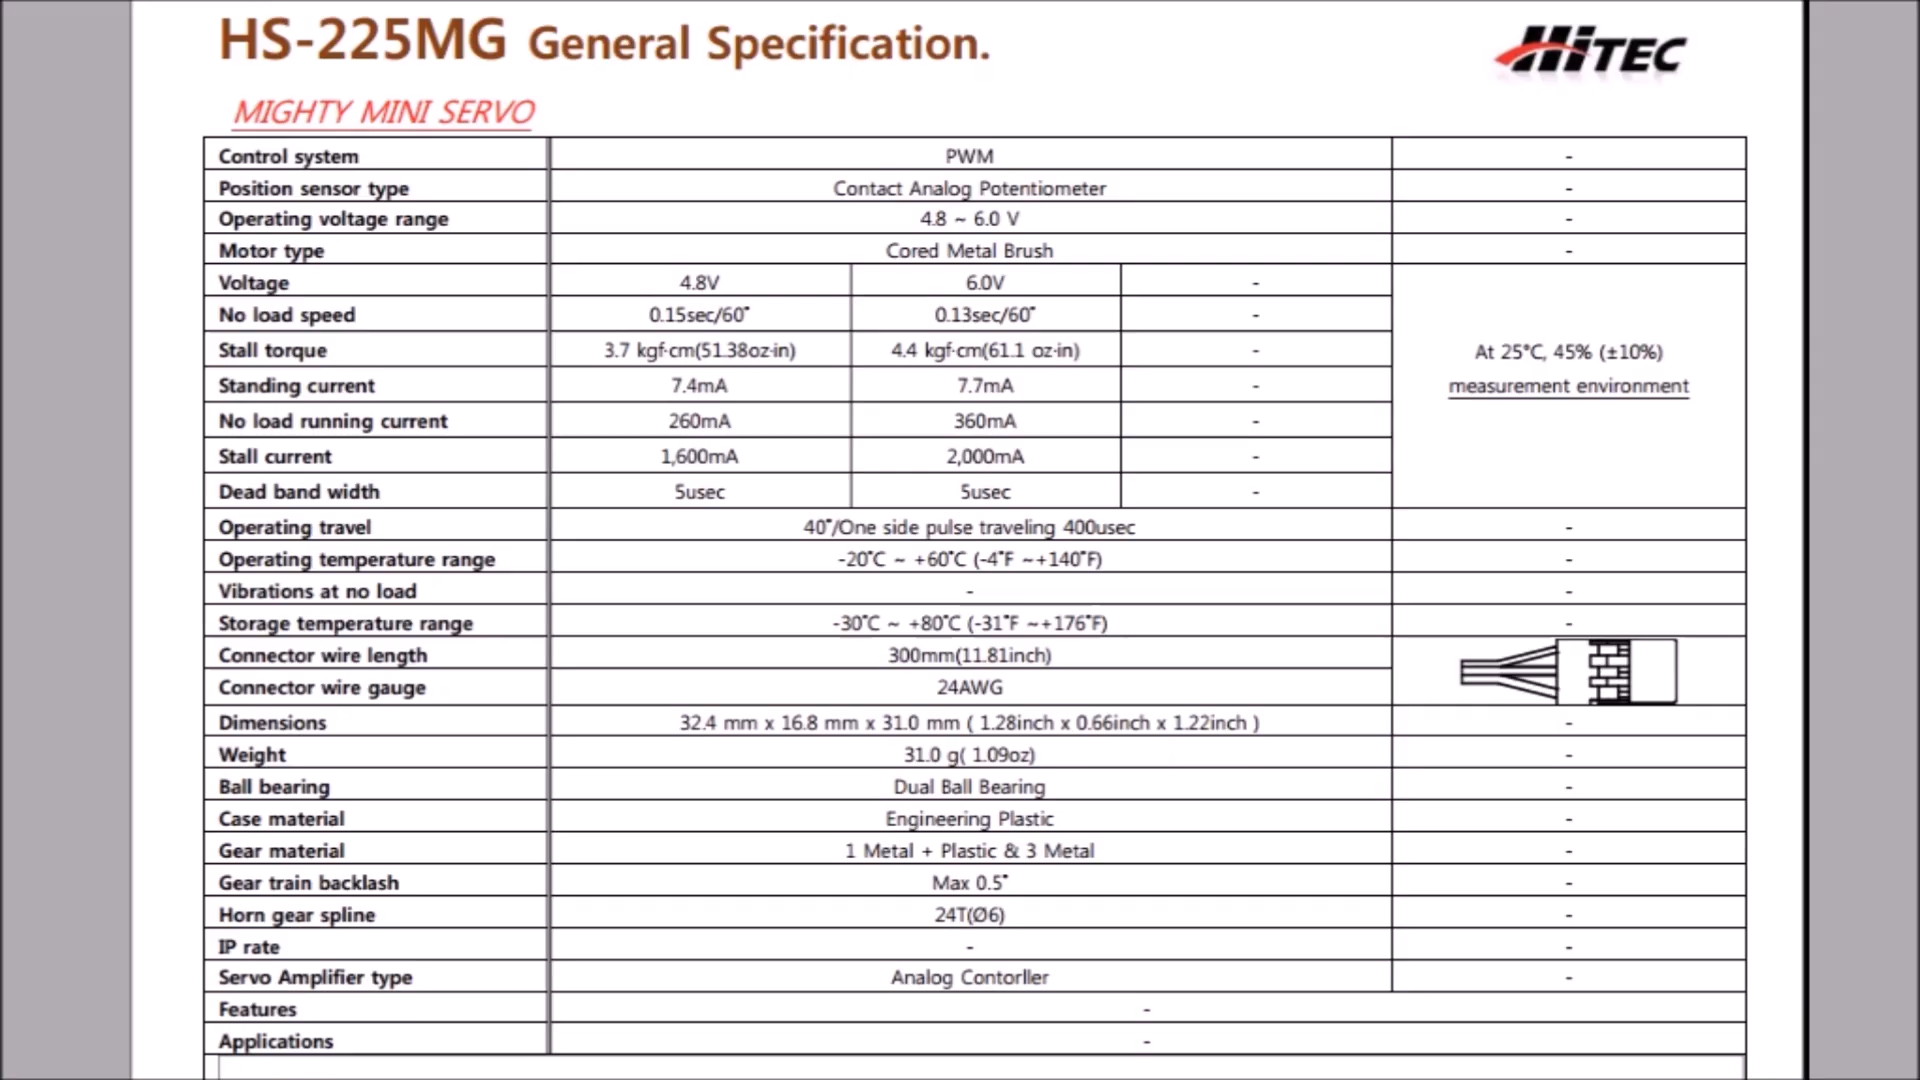 HS-225MG General Specification.
HiTEC
MIGHTY MINI SERVO
Control system PWM -
Position sensor type Contact Analog Potentiometer -
Operating voltage range 4.8 ~ 6.0 V -
Motor type Cored Metal Brush -
Voltage 4.8V 6.0V -
No load speed 0.15sec/60˚ 0.13sec/60˚ -
Stall torque 3.7 kgf·cm(51.38oz·in) 4.4 kgf·cm(61.1 oz·in) -
At 25°C, 45% (±10%)
Standing current 7.4mA 7.7mA -
measurement environment
No load running current 260mA 360mA -
Stall current 1,600mA 2,000mA -
Dead band width 5usec 5usec -
Operating travel 40˚/One side pulse traveling 400usec -
Operating temperature range -20˚C ~ +60˚C (-4˚F ~+140˚F) -
Vibrations at no load - -
Storage temperature range -30˚C ~ +80˚C (-31˚F ~+176˚F) -
Connector wire length 300mm(11.81inch)
Connector wire gauge 24AWG
Dimensions 32.4 mm x 16.8 mm x 31.0 mm ( 1.28inch x 0.66inch x 1.22inch ) -
Weight 31.0 g( 1.09oz) -
Ball bearing Dual Ball Bearing -
Case material Engineering Plastic -
Gear material 1 Metal + Plastic & 3 Metal -
Gear train backlash Max 0.5˚ -
Horn gear spline 24T(Ø6) -
IP rate - -
Servo Amplifier type Analog Contorller -
Features -
Applications -